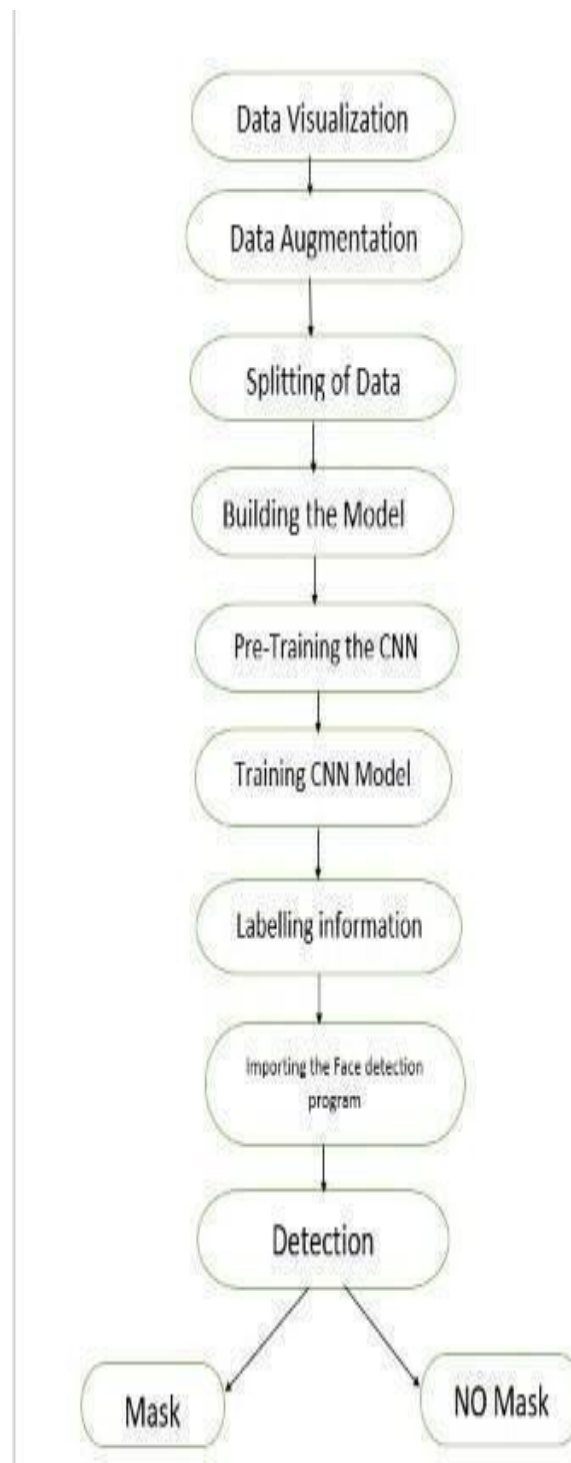 Data Visualization
Data Augmentation
Splitting of Data
Building the Model
Pre-Training the CNN
Training CNN Model
Labelling information
Importing the Face detection
program
Detection
Mask
NO Mask